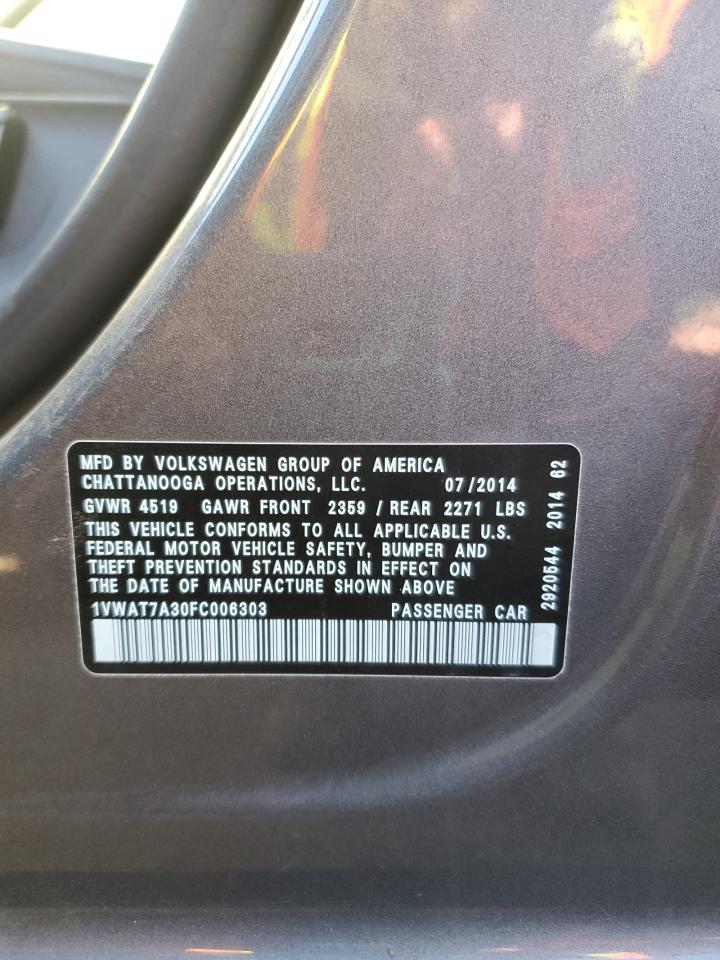 MFD BY VOLKSWAGEN GROUP OF AMERICA
CHATTANOOGA OPERATIONS, LLC. 07/2014
GVWR 4519 GAWR FRONT 2359 / REAR 2271 LBS
THIS VEHICLE CONFORMS TO ALL APPLICABLE U.S.
FEDERAL MOTOR VEHICLE SAFETY, BUMPER AND
THEFT PREVENTION STANDARDS IN EFFECT ON
THE DATE OF MANUFACTURE SHOWN ABOVE
1VWAT7A30FC006303 PASSENGER CAR
2920544 2014 62